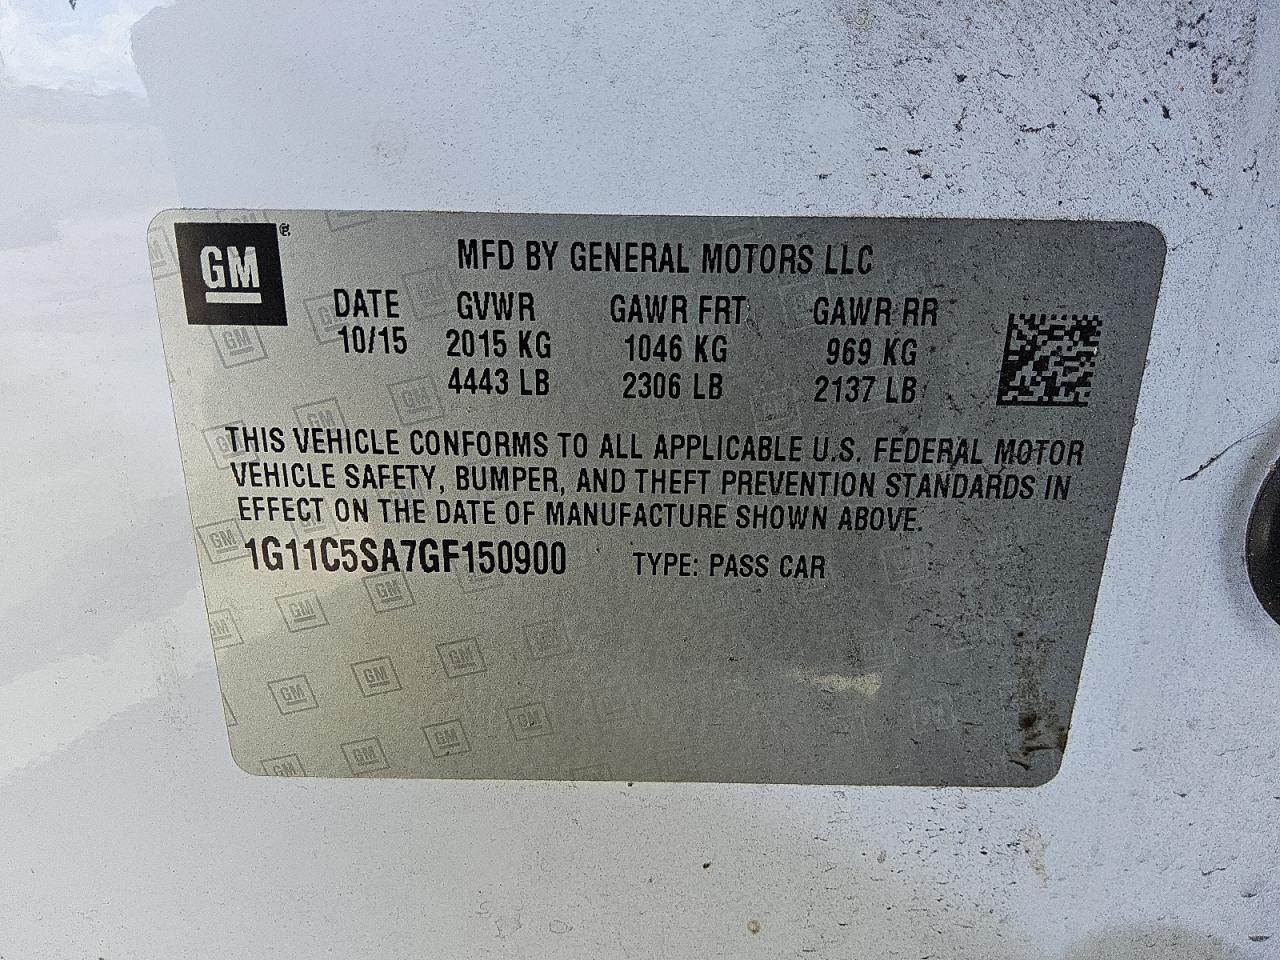 GM®
MFD BY GENERAL MOTORS LLC
DATE GVWR GAWR FRT GAWR RR
10/15 2015 KG 1046 KG 969 KG
4443 LB 2306 LB 2137 LB
THIS VEHICLE CONFORMS TO ALL APPLICABLE U.S. FEDERAL MOTOR
VEHICLE SAFETY, BUMPER, AND THEFT PREVENTION STANDARDS IN
EFFECT ON THE DATE OF MANUFACTURE SHOWN ABOVE.
1G11C5SA7GF150900 TYPE: PASS CAR